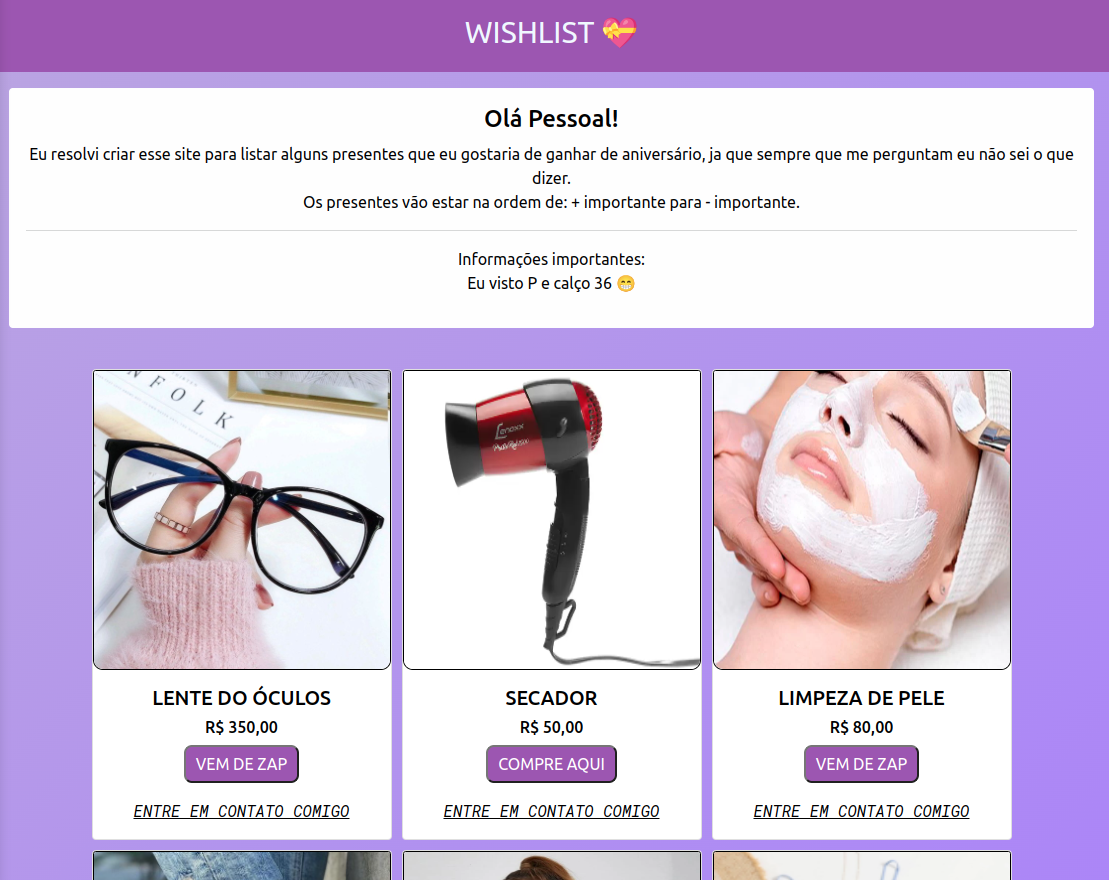 WISHLIST 💝
Olá Pessoal!
Eu resolvi criar esse site para listar alguns presentes que eu gostaria de ganhar de aniversário, ja que sempre que me perguntam eu não sei o que
dizer.
Os presentes vão estar na ordem de: + importante para - importante.
Informações importantes:
Eu visto P e calço 36 😁
NFOLK
Lenoxx
LENTE DO ÓCULOS
R$ 350,00
VEM DE ZAP
ENTRE EM CONTATO COMIGO
SECADOR
R$ 50,00
COMPRE AQUI
ENTRE EM CONTATO COMIGO
LIMPEZA DE PELE
R$ 80,00
VEM DE ZAP
ENTRE EM CONTATO COMIGO